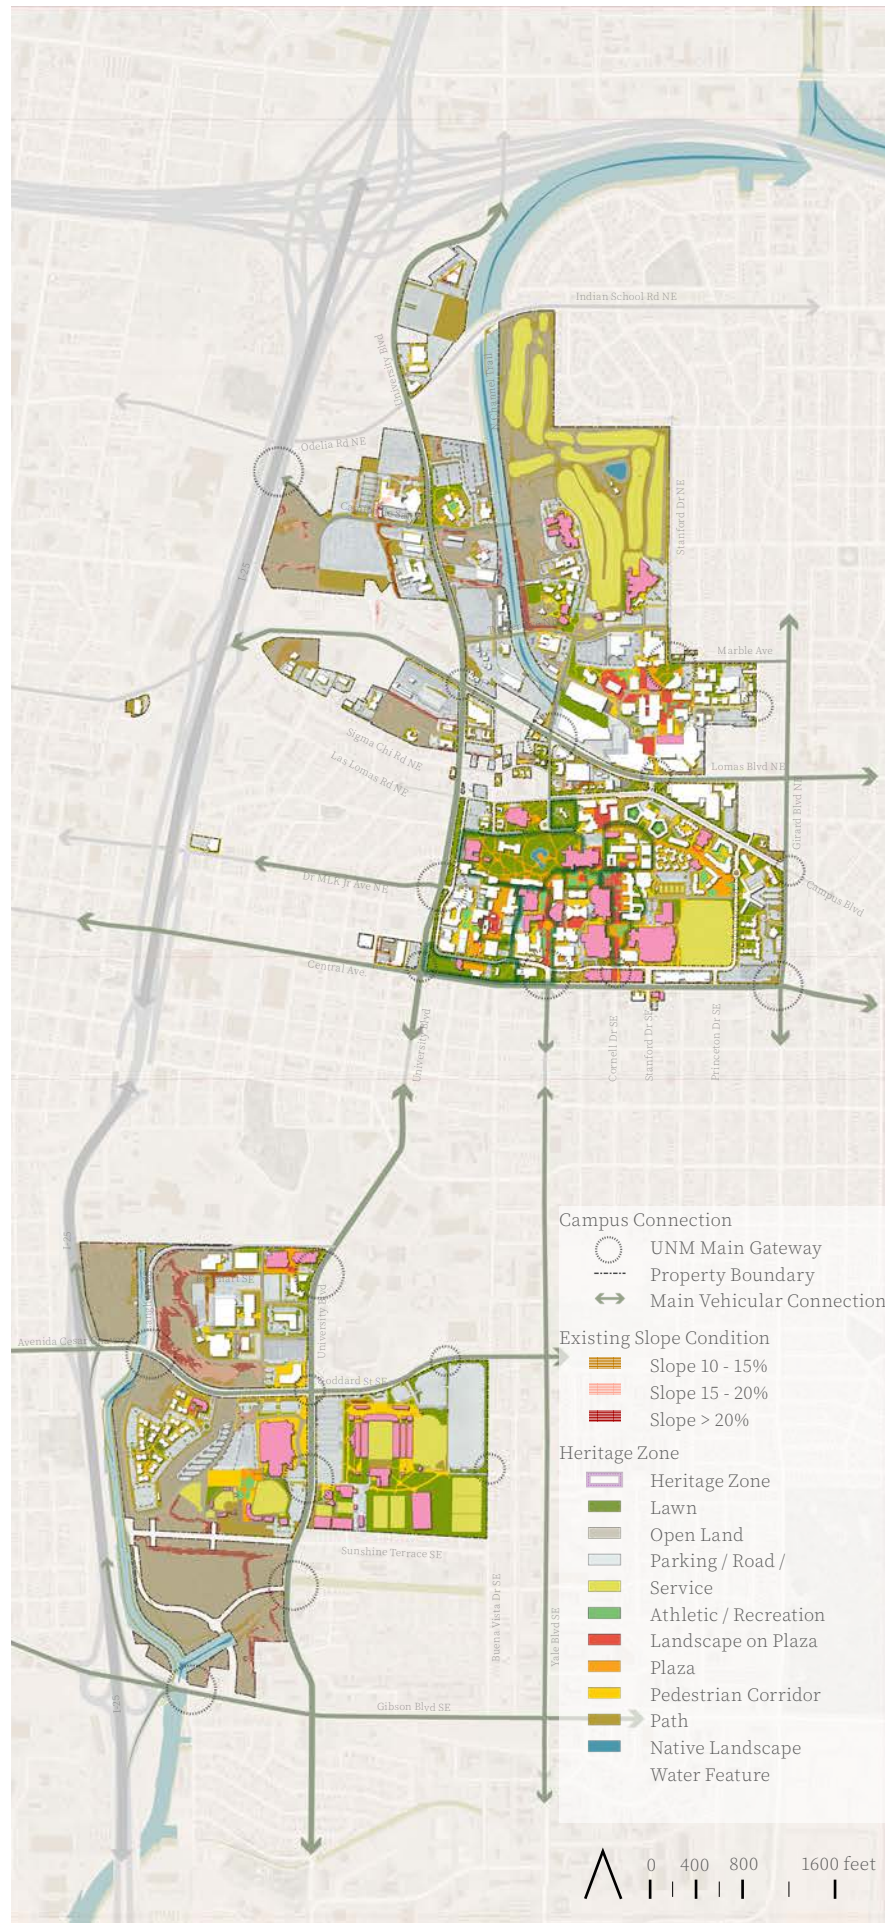 Indian School Rd NE
University Blvd
Odelia Rd NE
Stanford Dr NE
I-25
Marble Ave
Sigma Chi Rd NE
Las Lomas Rd NE
Lomas Blvd NE
Girard Blvd NE
Dr MLK Jr Ave NE
Campus Blvd
Central Ave
University Blvd
Cornell Dr SE
Stanford Dr SE
Princeton Dr SE
Campus Connection
UNM Main Gateway
Property Boundary
Main Vehicular Connection
I-25
University Blvd
Avenida Cesar
Goddard St SE
Existing Slope Condition
Slope 10 - 15%
Slope 15 - 20%
Slope > 20%
Heritage Zone
Heritage Zone
Lawn
Open Land
Parking / Road /
Service
Athletic / Recreation
Landscape on Plaza
Plaza
Pedestrian Corridor
Path
Native Landscape
Water Feature
Sunshine Terrace SE
Buena Vista Dr SE
Yale Blvd SE
Gibson Blvd SE
I-25
0 400 800 1600 feet